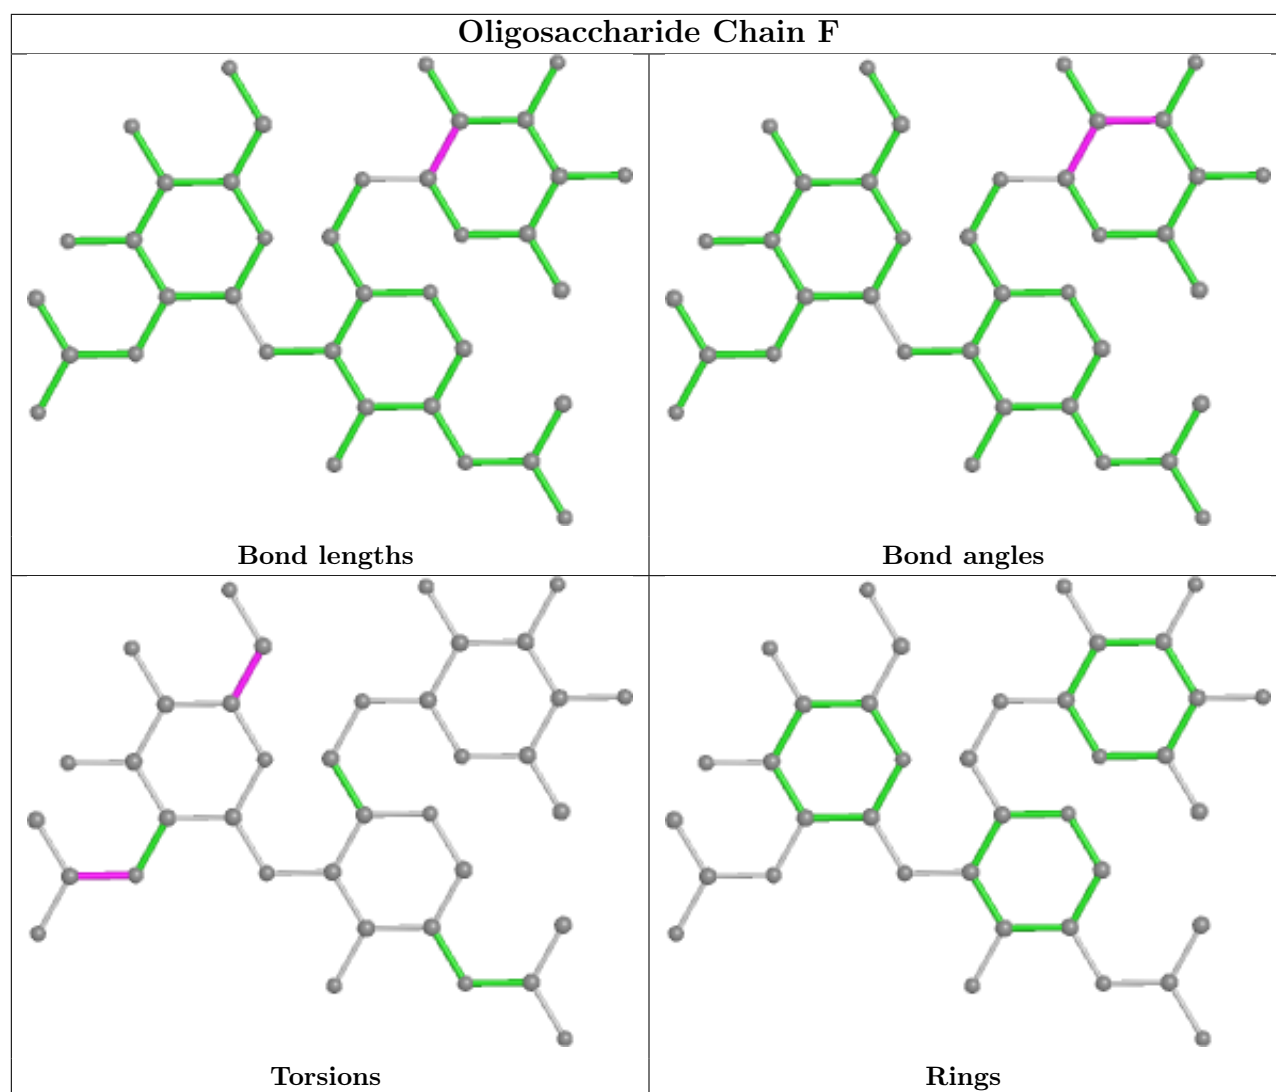 Oligosaccharide Chain F
Bond lengths
Bond angles
Torsions
Rings